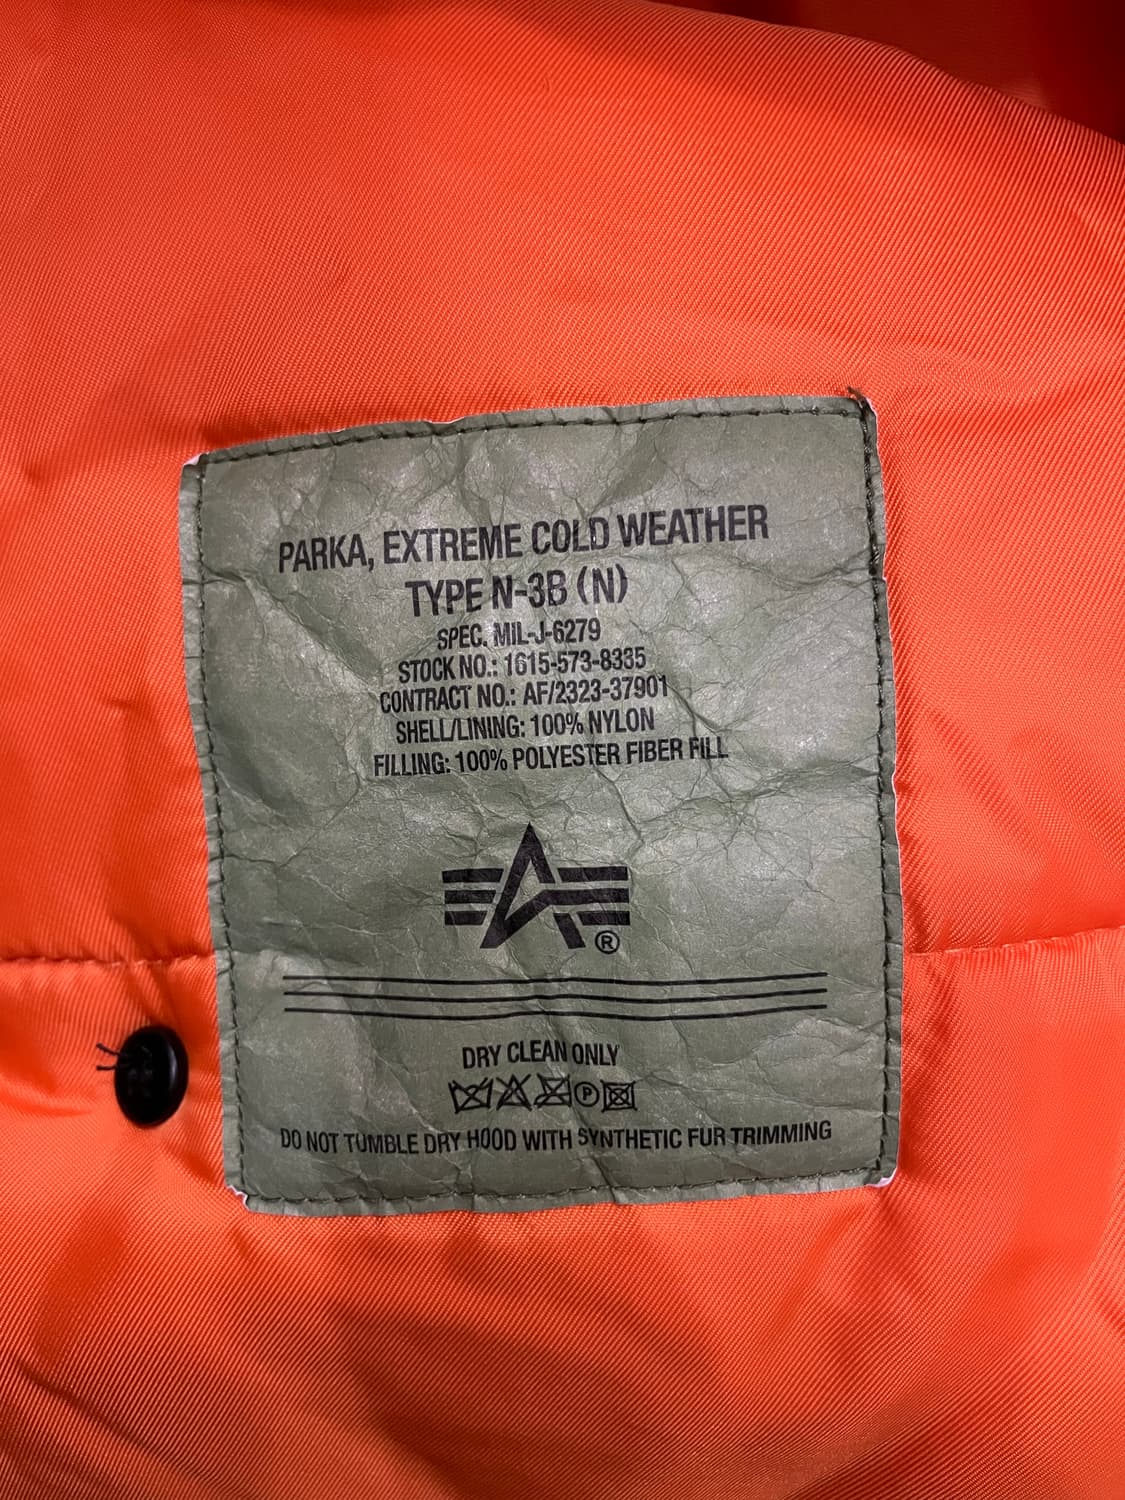 PARKA, EXTREME COLD WEATHER
TYPE N-3B (N)
SPEC. MIL-J-6279
STOCK NO.: 1615-573-8335
CONTRACT NO.: AF/2323-37901
SHELL/LINING: 100% NYLON
FILLING: 100% POLYESTER FIBER FILL
®
DRY CLEAN ONLY
P
DO NOT TUMBLE DRY HOOD WITH SYNTHETIC FUR TRIMMING